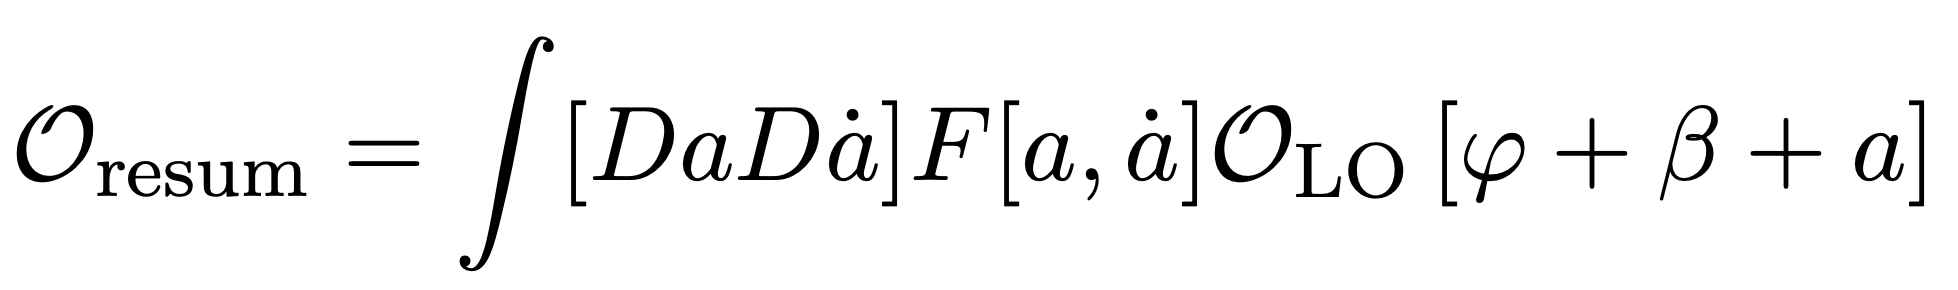 𝒪_resum = ∫ [DaDȧ] F[a, ȧ] 𝒪_LO [φ + β + a]